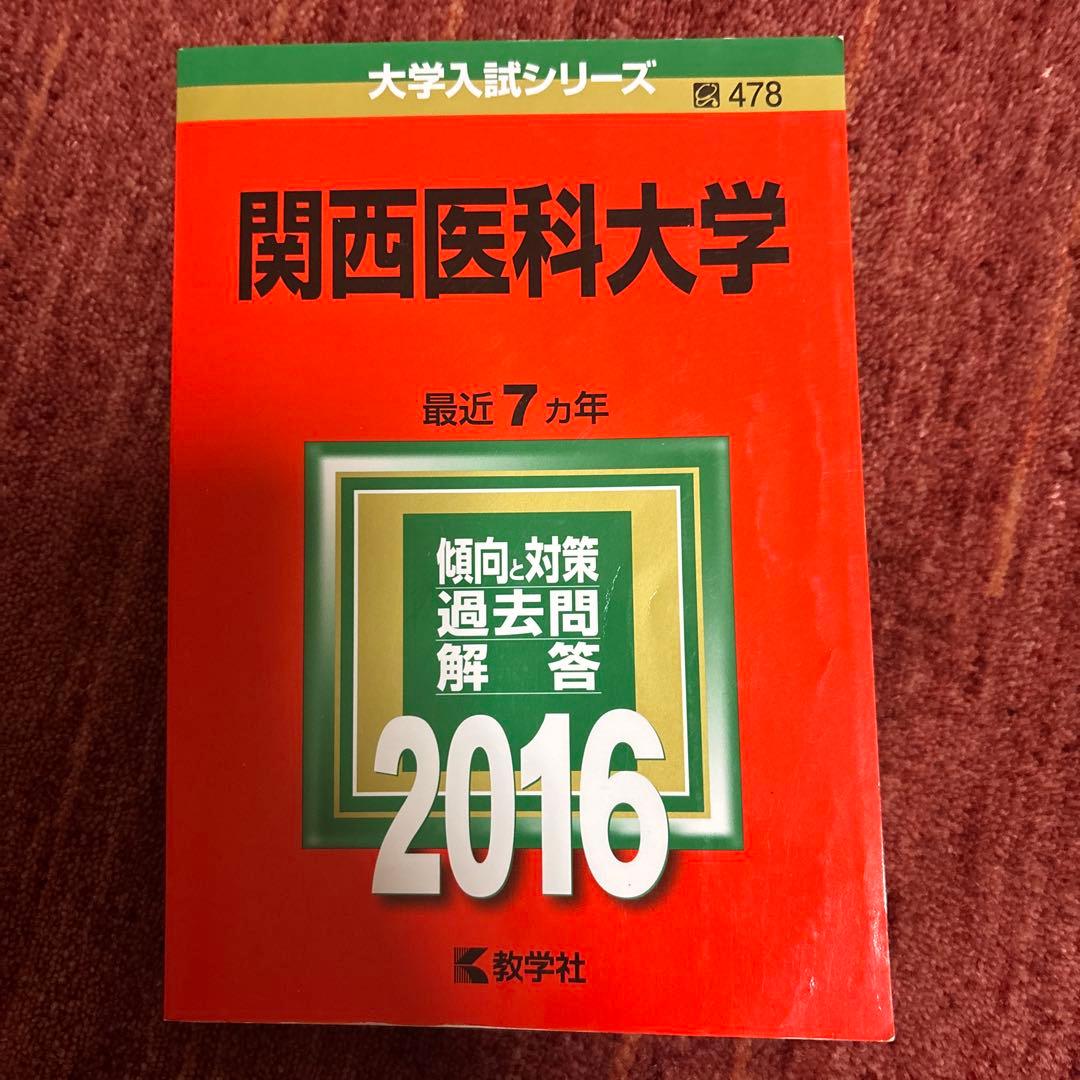 大学入試シリーズ
478
関西医科大学
最近7ヵ年
傾向と対策
過去問
解答
2016
教学社